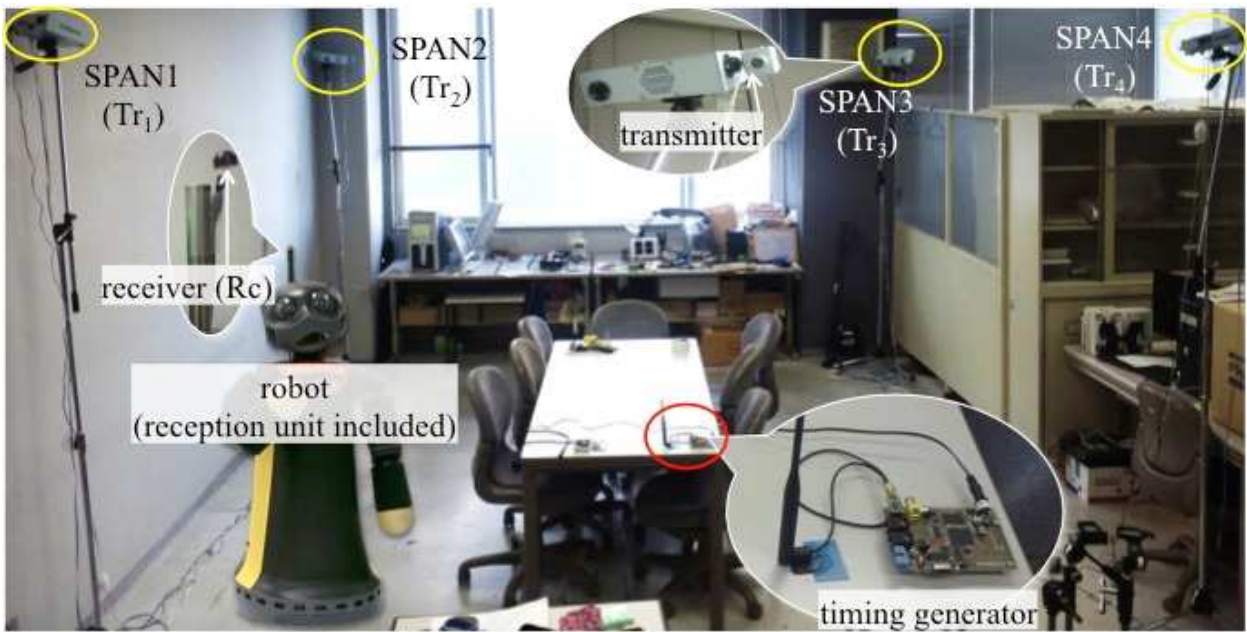 SPAN1
(Tr₁)
SPAN2
(Tr₂)
transmitter
SPAN3
(Tr₃)
SPAN4
(Tr₄)
receiver (Rc)
robot
(reception unit included)
timing generator